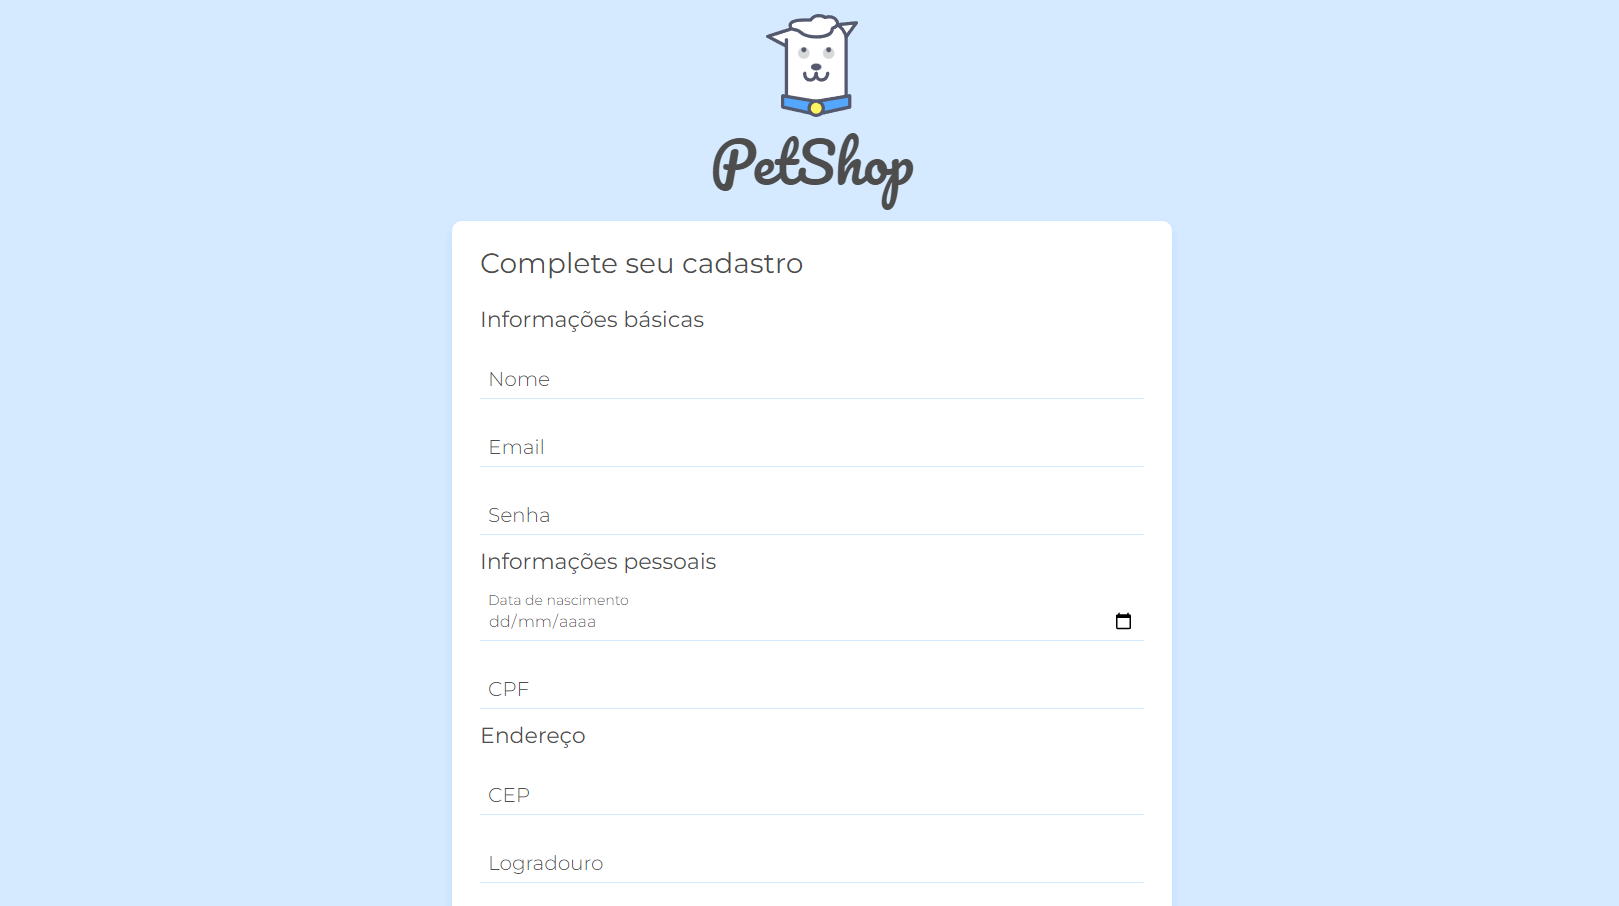 PetShop
Complete seu cadastro
Informações básicas
Nome
Email
Senha
Informações pessoais
Data de nascimento
dd/mm/aaaa
CPF
Endereço
CEP
Logradouro